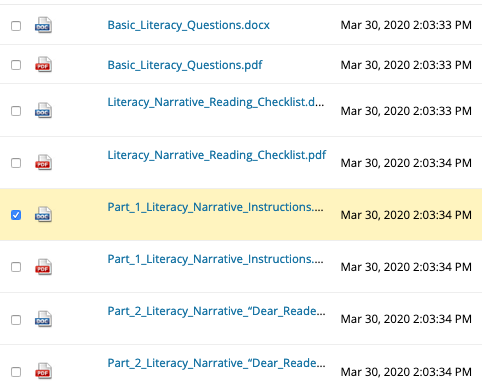 DOC Basic_Literacy_Questions.docx Mar 30, 2020 2:03:33 PM
PDF Basic_Literacy_Questions.pdf Mar 30, 2020 2:03:33 PM
DOC Literacy_Narrative_Reading_Checklist.d... Mar 30, 2020 2:03:33 PM
PDF Literacy_Narrative_Reading_Checklist.pdf Mar 30, 2020 2:03:34 PM
DOC Part_1_Literacy_Narrative_Instructions.... Mar 30, 2020 2:03:34 PM
PDF Part_1_Literacy_Narrative_Instructions.... Mar 30, 2020 2:03:34 PM
DOC Part_2_Literacy_Narrative_“Dear_Reade... Mar 30, 2020 2:03:34 PM
PDF Part_2_Literacy_Narrative_“Dear_Reade... Mar 30, 2020 2:03:34 PM